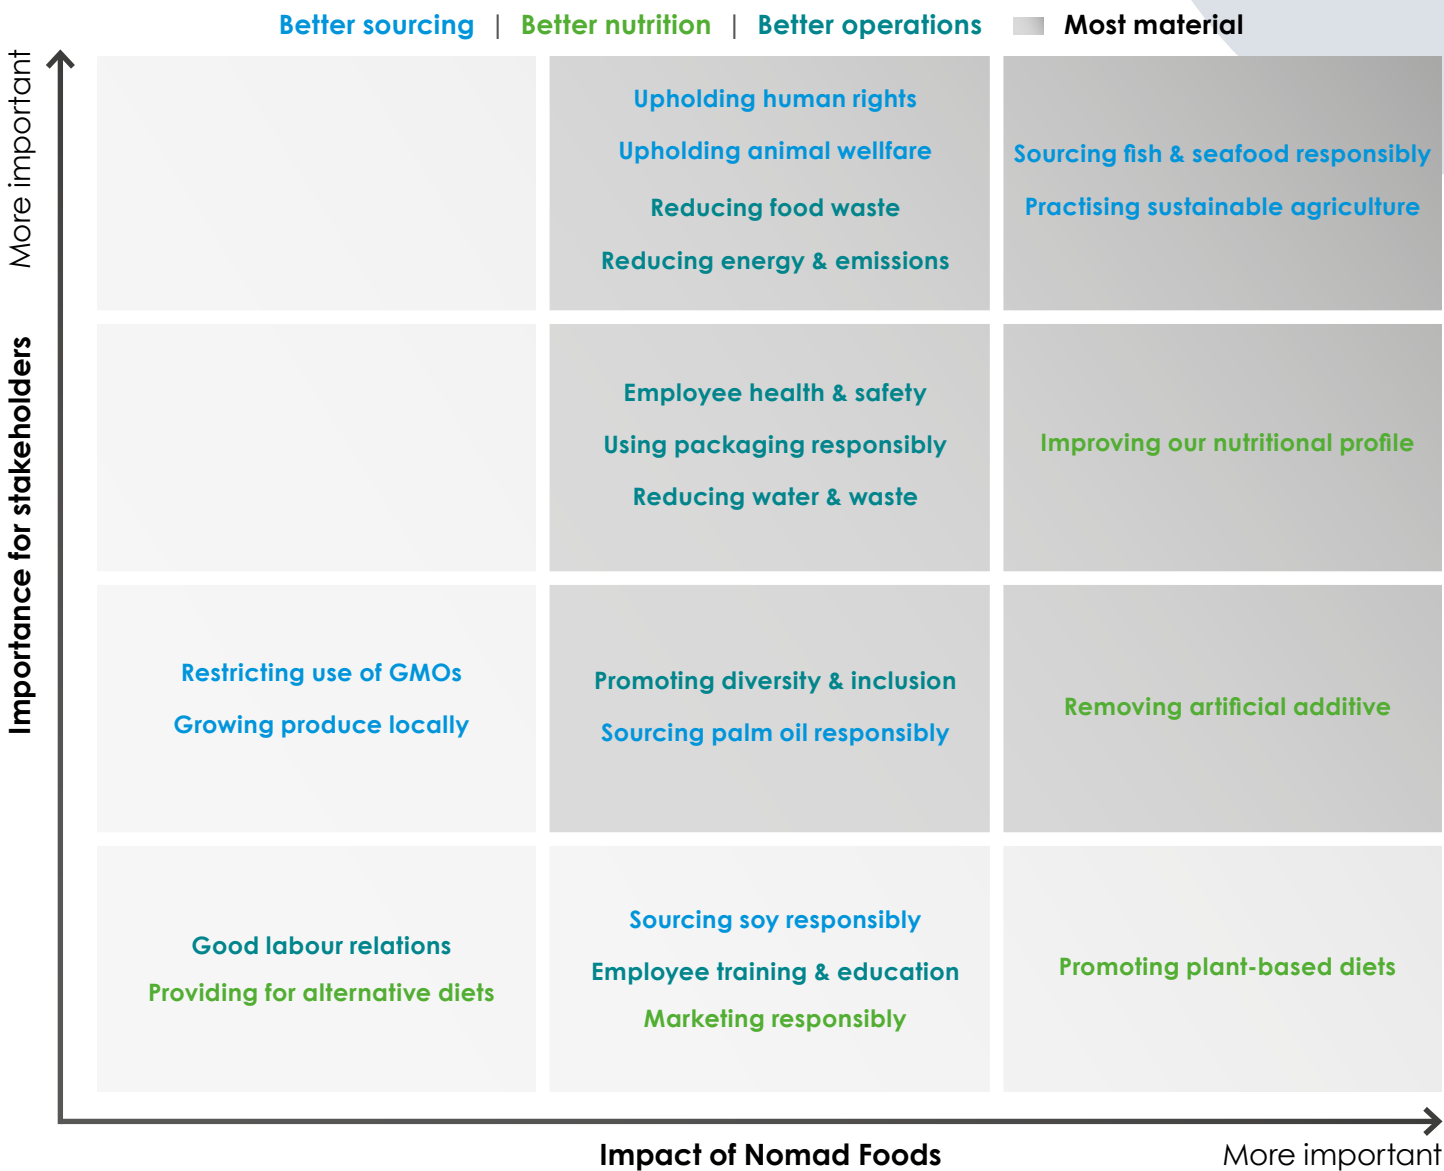 Better sourcing | Better nutrition | Better operations Most material
More important
Importance for stakeholders
Upholding human rights
Upholding animal wellfare
Reducing food waste
Reducing energy & emissions
Sourcing fish & seafood responsibly
Practising sustainable agriculture
Employee health & safety
Using packaging responsibly
Reducing water & waste
Improving our nutritional profile
Restricting use of GMOs
Growing produce locally
Promoting diversity & inclusion
Sourcing palm oil responsibly
Removing artificial additive
Good labour relations
Providing for alternative diets
Sourcing soy responsibly
Employee training & education
Marketing responsibly
Promoting plant-based diets
Impact of Nomad Foods
More important